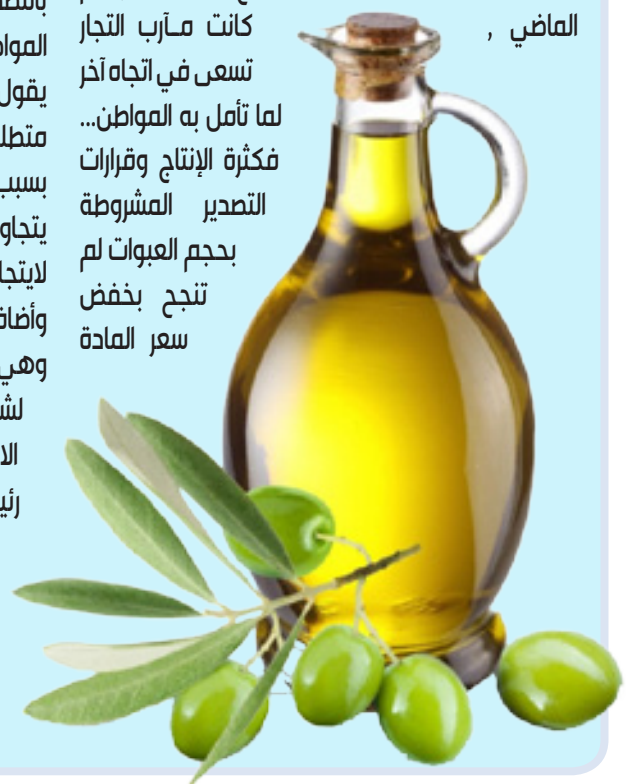 الماضي ,
كانت مـآرب التجار
تسعى في اتجاه آخر
لما تأمل به المواطن...
فكثرة الإنتاج وقرارات
التصدير المشروطة
بحجم العبوات لم
تنجح بخفض
سعر المادة
يقول
متطل
بسبب
يتجاو
لايتجا
وأضاف
وهي
لش
الا
رئي